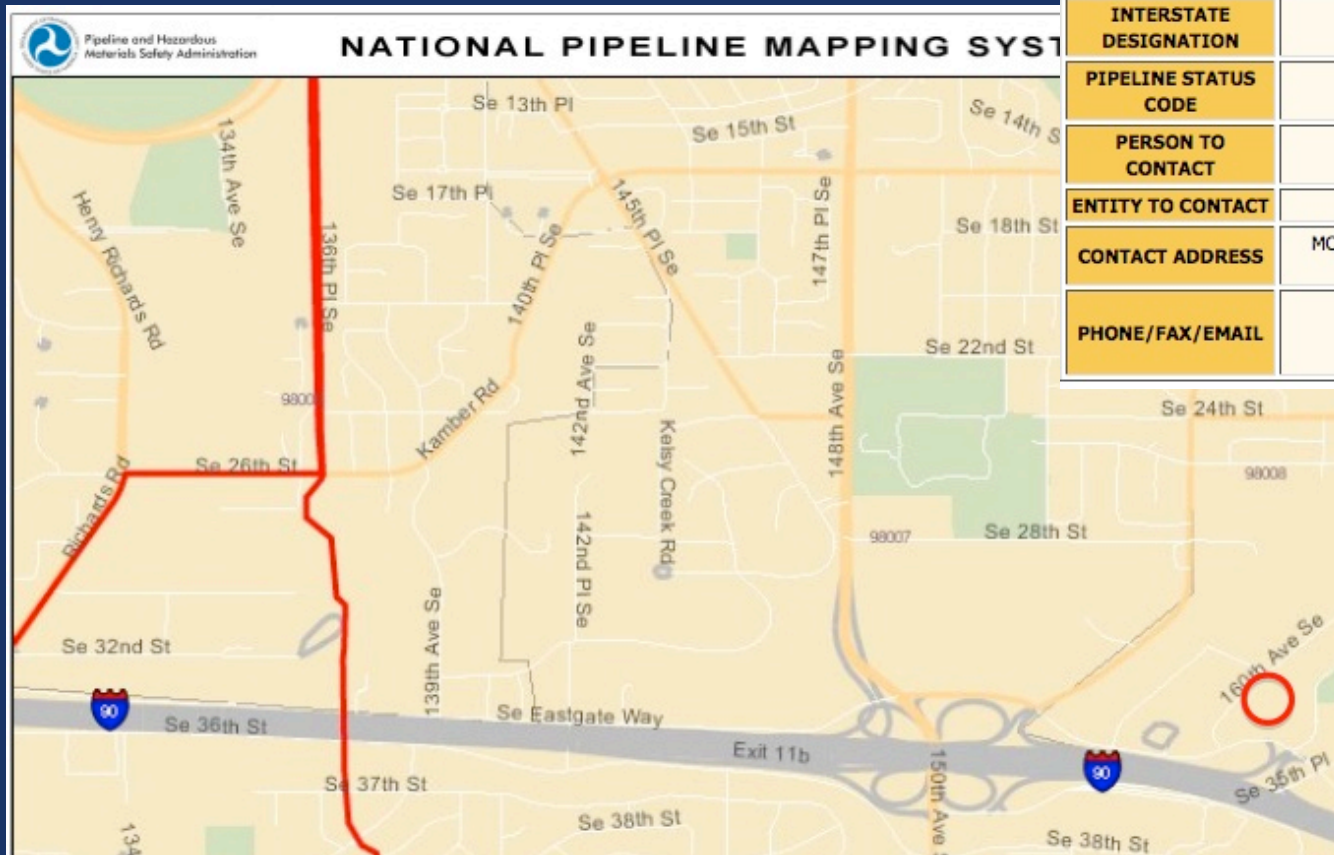 Pipeline and Hazardous
Materials Safety Administration
NATIONAL PIPELINE MAPPING SYST
INTERSTATE
DESIGNATION
PIPELINE STATUS
CODE
PERSON TO
CONTACT
ENTITY TO CONTACT
CONTACT ADDRESS
MO
PHONE/FAX/EMAIL
Se 13th Pl
Se 15th St
Se 14th S
134th Ave Se
Henry Richards Rd
Se 17th Pl
145th Pl Se
147th Pl Se
Se 18th St
136th Pl Se
140th Pl Se
Se 22nd St
142nd Ave Se
148th Ave Se
9800
Kamber Rd
Kelsy Creek Rd
Se 24th St
Se 26th St
98008
Richards Rd
142nd Pl Se
98007
Se 28th St
139th Ave Se
Se 32nd St
160th Ave Se
90
Se 36th St
Se Eastgate Way
Exit 11b
90
150th Ave S
Se 35th Pl
Se 37th St
Se 38th St
Se 38th St
134